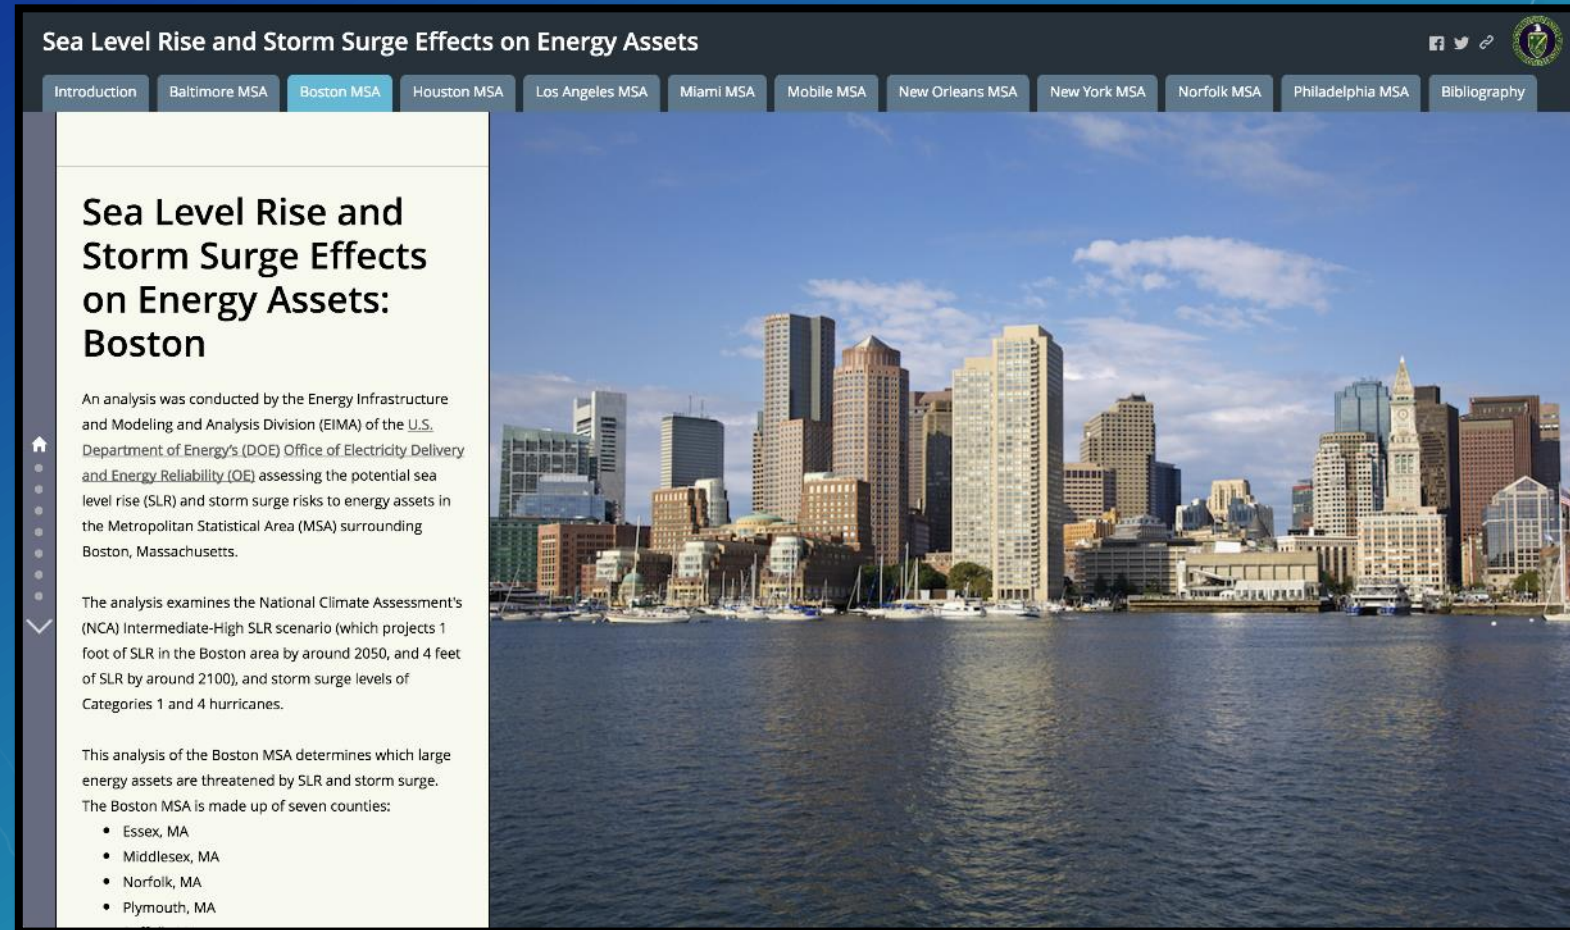 Sea Level Rise and Storm Surge Effects on Energy Assets
Introduction
Baltimore MSA
Boston MSA
Houston MSA
Los Angeles MSA
Miami MSA
Mobile MSA
New Orleans MSA
New York MSA
Norfolk MSA
Philadelphia MSA
Bibliography
Sea Level Rise and
Storm Surge Effects
on Energy Assets:
Boston
An analysis was conducted by the Energy Infrastructure
and Modeling and Analysis Division (EIMA) of the U.S.
Department of Energy's (DOE) Office of Electricity Delivery
and Energy Reliability (OE) assessing the potential sea
level rise (SLR) and storm surge risks to energy assets in
the Metropolitan Statistical Area (MSA) surrounding
Boston, Massachusetts.
The analysis examines the National Climate Assessment's
(NCA) Intermediate-High SLR scenario (which projects 1
foot of SLR in the Boston area by around 2050, and 4 feet
of SLR by around 2100), and storm surge levels of
Categories 1 and 4 hurricanes.
This analysis of the Boston MSA determines which large
energy assets are threatened by SLR and storm surge.
The Boston MSA is made up of seven counties:
• Essex, MA
• Middlesex, MA
• Norfolk, MA
• Plymouth, MA